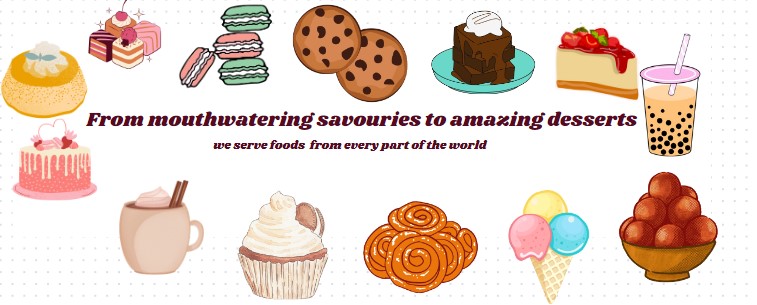 From mouthwatering savouries to amazing desserts
we serve foods from every part of the world